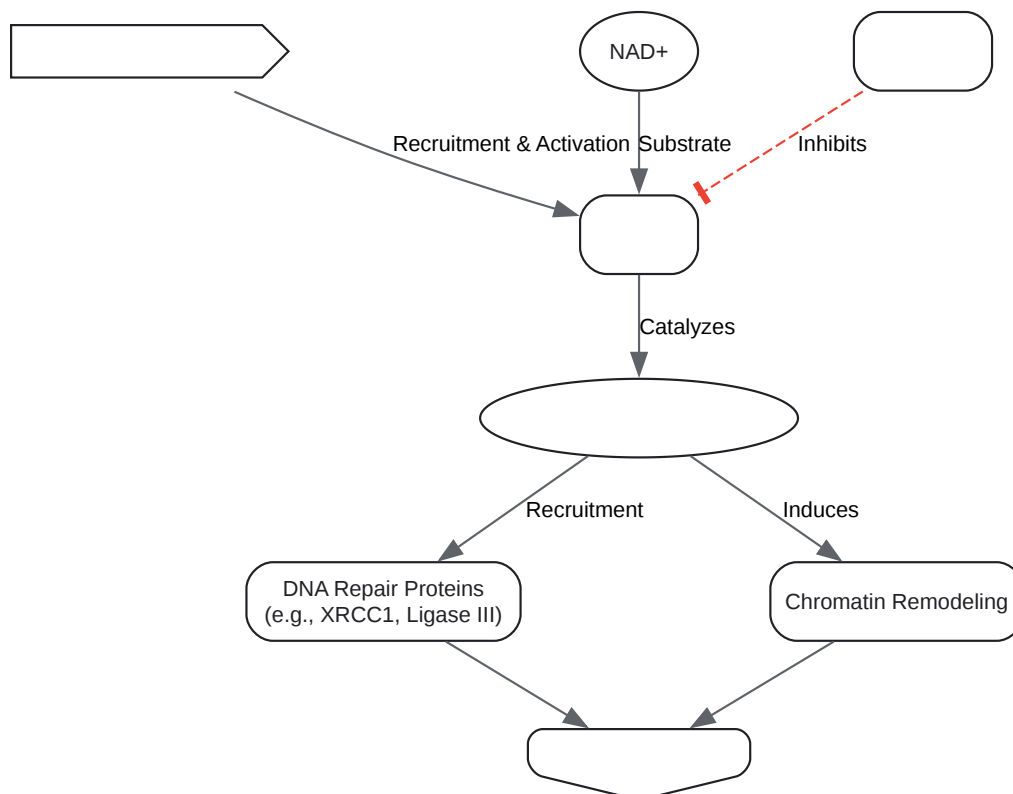 NAD+
Recruitment & Activation
Substrate
Inhibits
Catalyzes
Recruitment
Induces
DNA Repair Proteins
(e.g., XRCC1, Ligase III)
Chromatin Remodeling